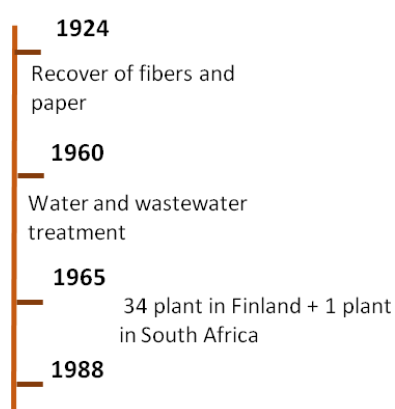 1924
Recover of fibers and
paper
1960
Water and wastewater
treatment
1965
34 plant in Finland + 1 plant
in South Africa
1988